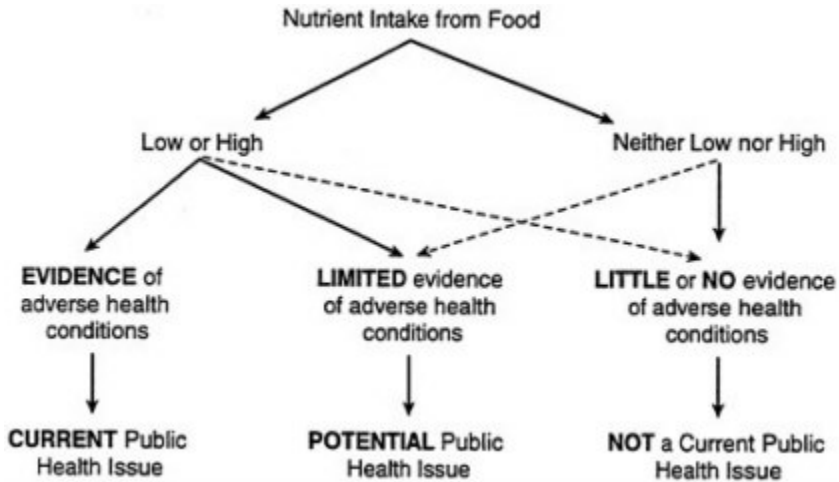 Nutrient Intake from Food
Low or High
Neither Low nor High
EVIDENCE of
adverse health
conditions
LIMITED evidence
of adverse health
conditions
LITTLE or NO evidence
of adverse health
conditions
CURRENT Public
Health Issue
POTENTIAL Public
Health Issue
NOT a Current Public
Health Issue